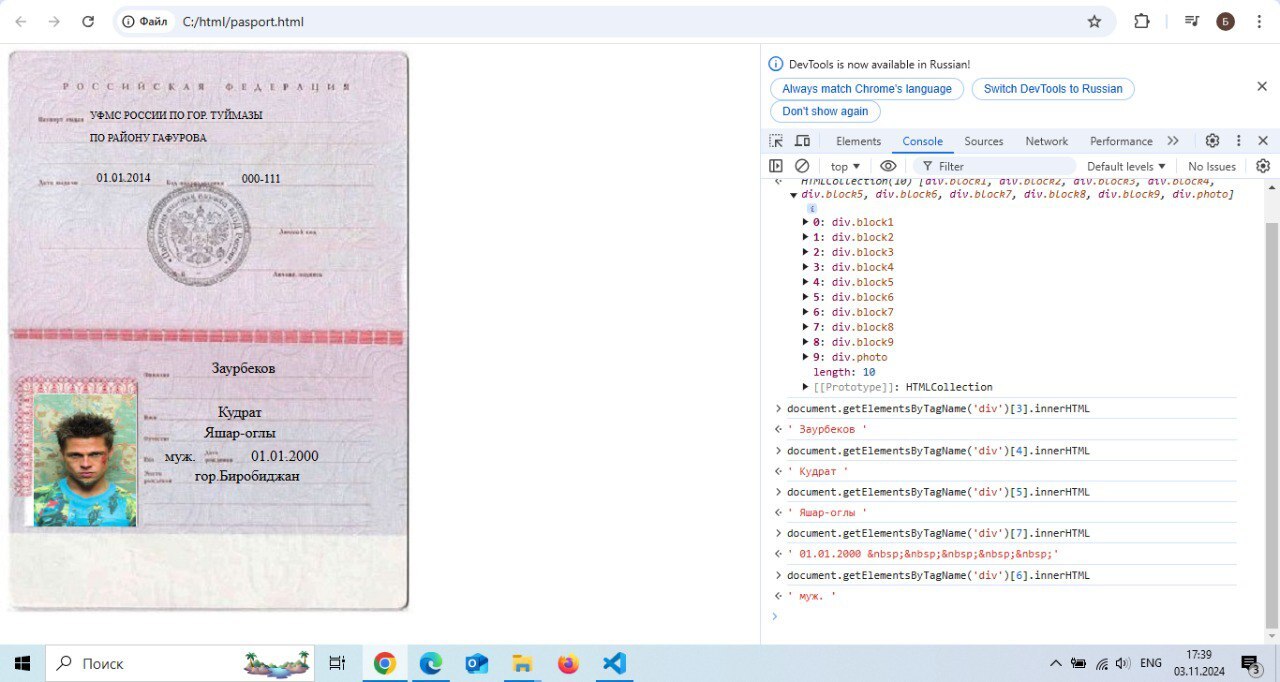 Файл
C:/html/pasport.html
Б
РОССИЙСКАЯ ФЕДЕРАЦИЯ
Паспорт выдан УФМС РОССИИ ПО ГОР. ТУЙМАЗЫ
ПО РАЙОНУ ГАФУРОВА
Дата выдачи 01.01.2014 Код подразделения 000-111
Личный код
Личная подпись
Фамилия Заурбеков
Имя Кудрат
Отчество Яшар-оглы
Пол муж. Дата рождения 01.01.2000
Место рождения гор.Биробиджан
DevTools is now available in Russian!
Always match Chrome's language Switch DevTools to Russian
Don't show again
Elements Console Sources Network Performance
top Filter Default levels No Issues
HTMLCollection(10) [div.block1, div.block2, div.block3, div.block4,
div.block5, div.block6, div.block7, div.block8, div.block9, div.photo]
i
0: div.block1
1: div.block2
2: div.block3
3: div.block4
4: div.block5
5: div.block6
6: div.block7
7: div.block8
8: div.block9
9: div.photo
length: 10
[[Prototype]]: HTMLCollection
document.getElementsByTagName('div')[3].innerHTML
' Заурбеков '
document.getElementsByTagName('div')[4].innerHTML
' Кудрат '
document.getElementsByTagName('div')[5].innerHTML
' Яшар-оглы '
document.getElementsByTagName('div')[7].innerHTML
' 01.01.2000 &nbsp;&nbsp;&nbsp;&nbsp;&nbsp;'
document.getElementsByTagName('div')[6].innerHTML
' муж. '
Поиск
ENG
17:39
03.11.2024
3